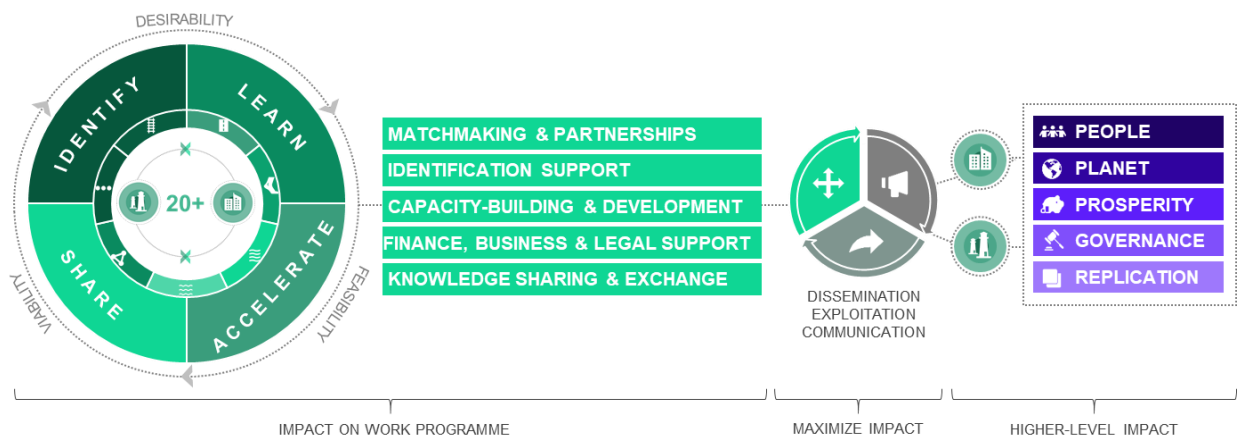 DESIRABILITY
IDENTIFY
LEARN
SHARE
ACCELERATE
VIABILITY
FEASIBILITY
20+
MATCHMAKING & PARTNERSHIPS
IDENTIFICATION SUPPORT
CAPACITY-BUILDING & DEVELOPMENT
FINANCE, BUSINESS & LEGAL SUPPORT
KNOWLEDGE SHARING & EXCHANGE
DISSEMINATION
EXPLOITATION
COMMUNICATION
PEOPLE
PLANET
PROSPERITY
GOVERNANCE
REPLICATION
IMPACT ON WORK PROGRAMME
MAXIMIZE IMPACT
HIGHER-LEVEL IMPACT